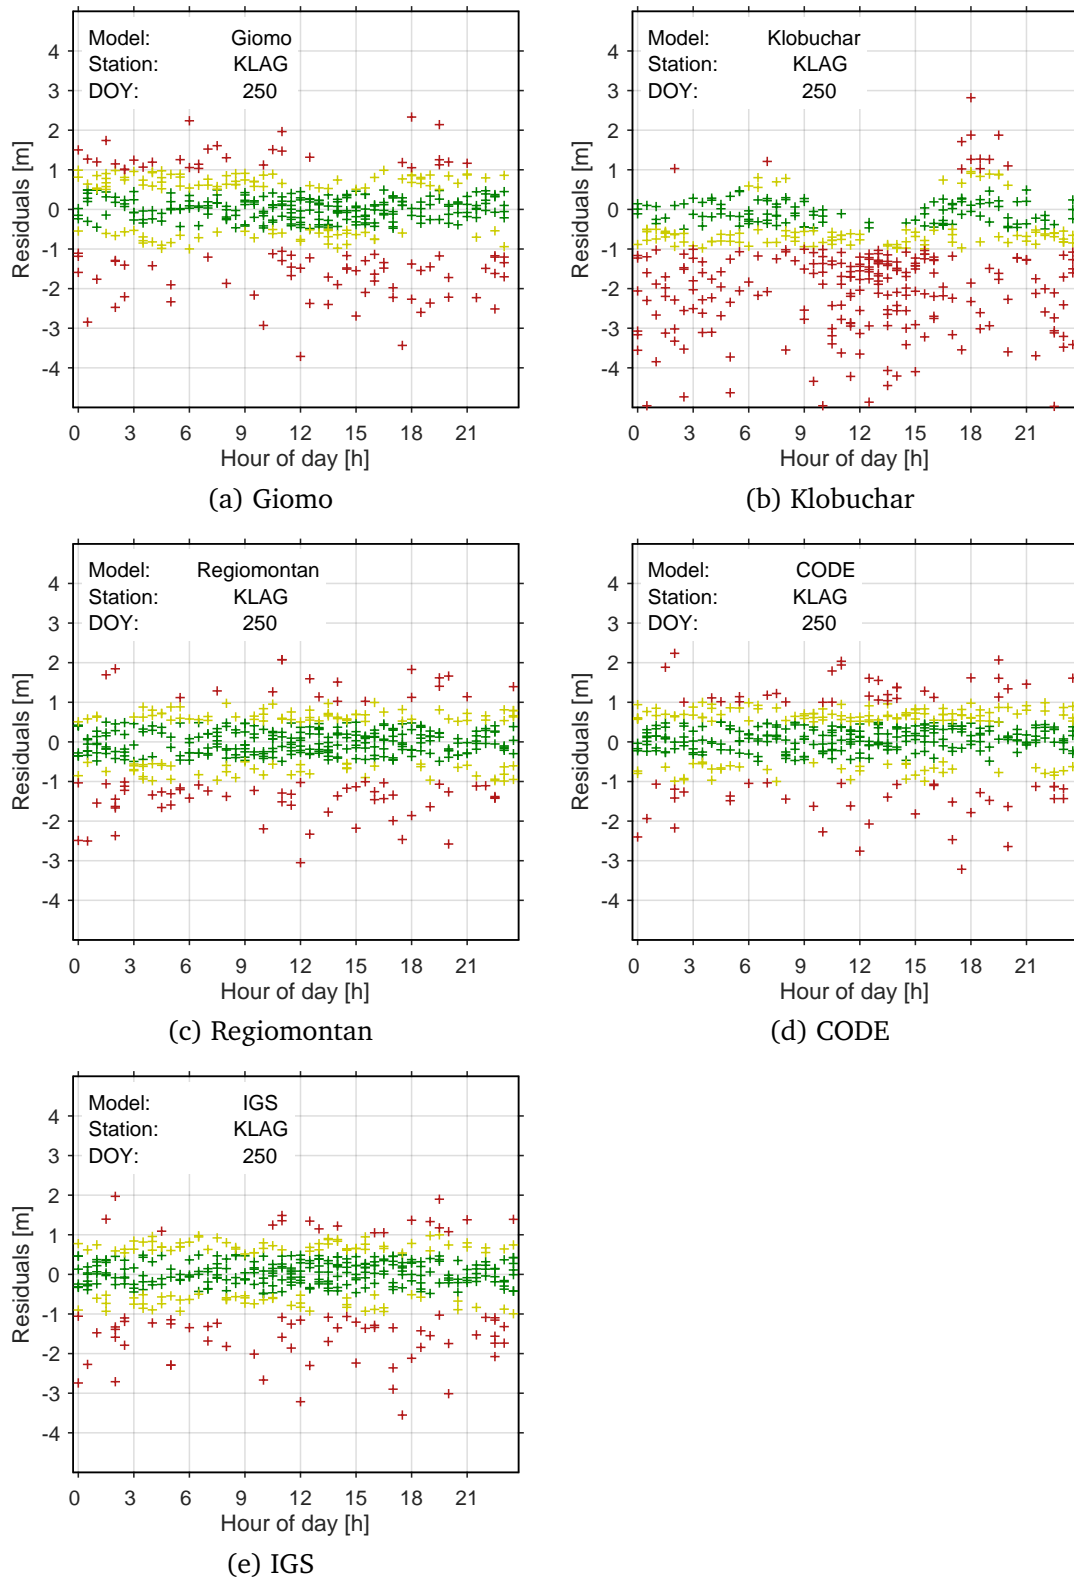 Model: Giomo
Station: KLAG
DOY: 250
4
3
2
1
0
-1
-2
-3
-4
Residuals [m]
0 3 6 9 12 15 18 21
Hour of day [h]
(a) Giomo
Model: Klobuchar
Station: KLAG
DOY: 250
4
3
2
1
0
-1
-2
-3
-4
Residuals [m]
0 3 6 9 12 15 18 21
Hour of day [h]
(b) Klobuchar
Model: Regiomontan
Station: KLAG
DOY: 250
4
3
2
1
0
-1
-2
-3
-4
Residuals [m]
0 3 6 9 12 15 18 21
Hour of day [h]
(c) Regiomontan
Model: CODE
Station: KLAG
DOY: 250
4
3
2
1
0
-1
-2
-3
-4
Residuals [m]
0 3 6 9 12 15 18 21
Hour of day [h]
(d) CODE
Model: IGS
Station: KLAG
DOY: 250
4
3
2
1
0
-1
-2
-3
-4
Residuals [m]
0 3 6 9 12 15 18 21
Hour of day [h]
(e) IGS